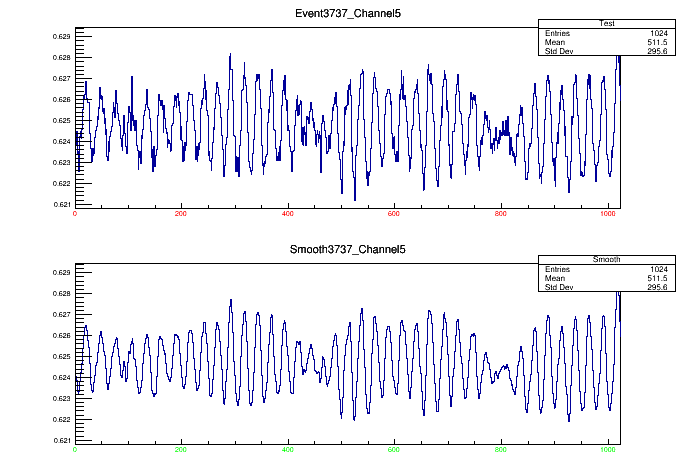 Event3737_Channel5
Test
Entries 1024
Mean 511.5
Std Dev 295.6
0.629
0.628
0.627
0.626
0.625
0.624
0.623
0.622
0.621
0 200 400 600 800 1000
Smooth3737_Channel5
Smooth
Entries 1024
Mean 511.5
Std Dev 295.6
0.629
0.628
0.627
0.626
0.625
0.624
0.623
0.622
0.621
0 200 400 600 800 1000